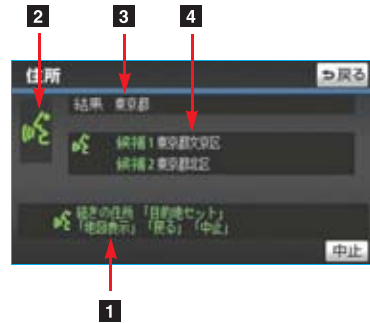 2 3 4
住所 戻る
結果 東京都
候補1 東京都文京区
候補2 東京都北区
続きの住所 「目的地セット」
「地図表示」 「戻る」 「中止」
中止
1